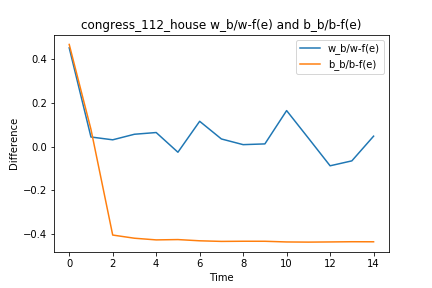 congress_112_house w_b/w-f(e) and b_b/b-f(e)
w_b/w-f(e)
b_b/b-f(e)
Difference
0.4
0.2
0.0
−0.2
−0.4
0 2 4 6 8 10 12 14
Time